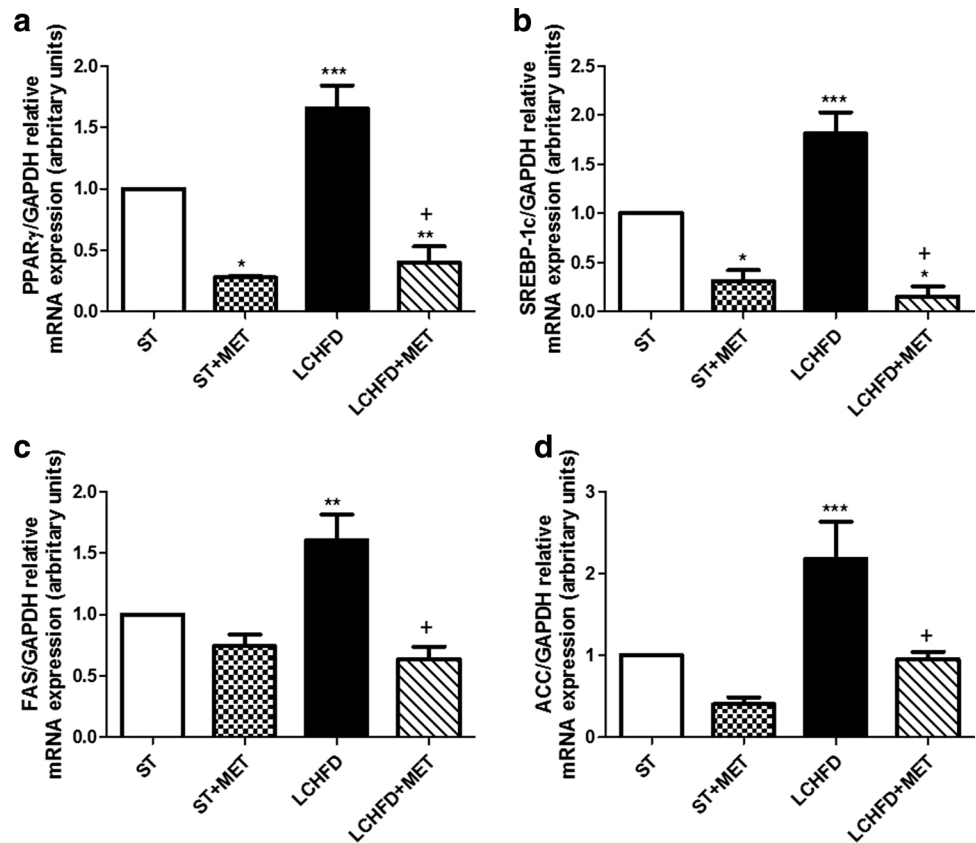 a
PPARγ/GAPDH relative
mRNA expression (arbritary units)
2.0
1.5
1.0
0.5
0.0
*
***
+
**
ST
ST+MET
LCHFD
LCHFD+MET
b
SREBP-1c/GAPDH relative
mRNA expression (arbritary units)
2.5
2.0
1.5
1.0
0.5
0.0
*
***
+
*
ST
ST+MET
LCHFD
LCHFD+MET
c
FAS/GAPDH relative
mRNA expression (arbritary units)
2.0
1.5
1.0
0.5
0.0
**
+
ST
ST+MET
LCHFD
LCHFD+MET
d
ACC/GAPDH relative
mRNA expression (arbritary units)
3
2
1
0
***
+
ST
ST+MET
LCHFD
LCHFD+MET